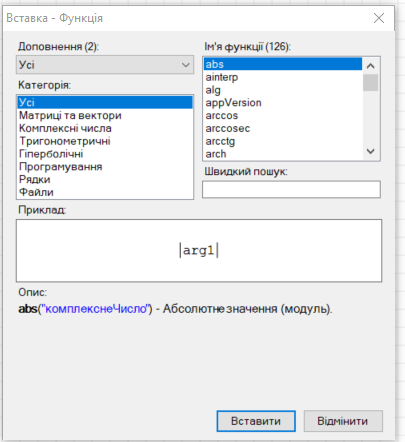 Вставка - Функція
Доповнення (2):
Усі
Категорія:
Усі
Матриці та вектори
Комплексні числа
Тригонометричні
Гіперболічні
Програмування
Рядки
Файли
Ім'я функції (126):
abs
ainterp
alg
appVersion
arccos
arccosec
arcctg
arch
Швидкий пошук:
Приклад:
|arg1|
Опис:
abs("комплекснеЧисло") - Абсолютне значення (модуль).
Вставити
Відмінити